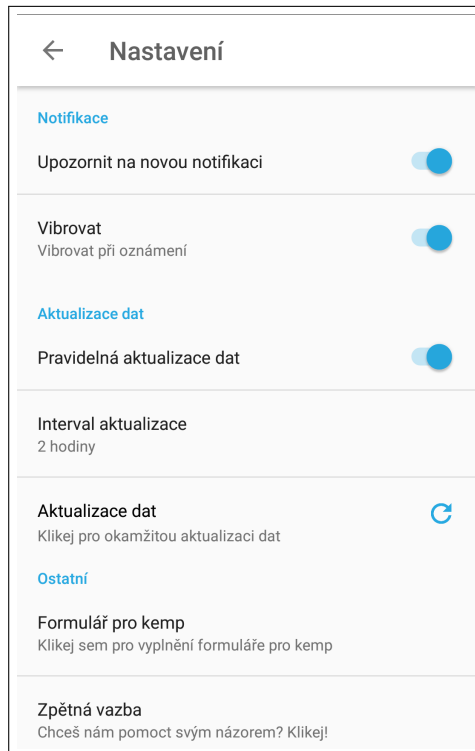 Nastavení
Notifikace
Upozornit na novou notifikaci
Vibrovat
Vibrovat při oznámení
Aktualizace dat
Pravidelná aktualizace dat
Interval aktualizace
2 hodiny
Aktualizace dat
Klikej pro okamžitou aktualizaci dat
Ostatní
Formulář pro kemp
Klikej sem pro vyplnění formuláře pro kemp
Zpětná vazba
Chceš nám pomoct svým názorem? Klikej!